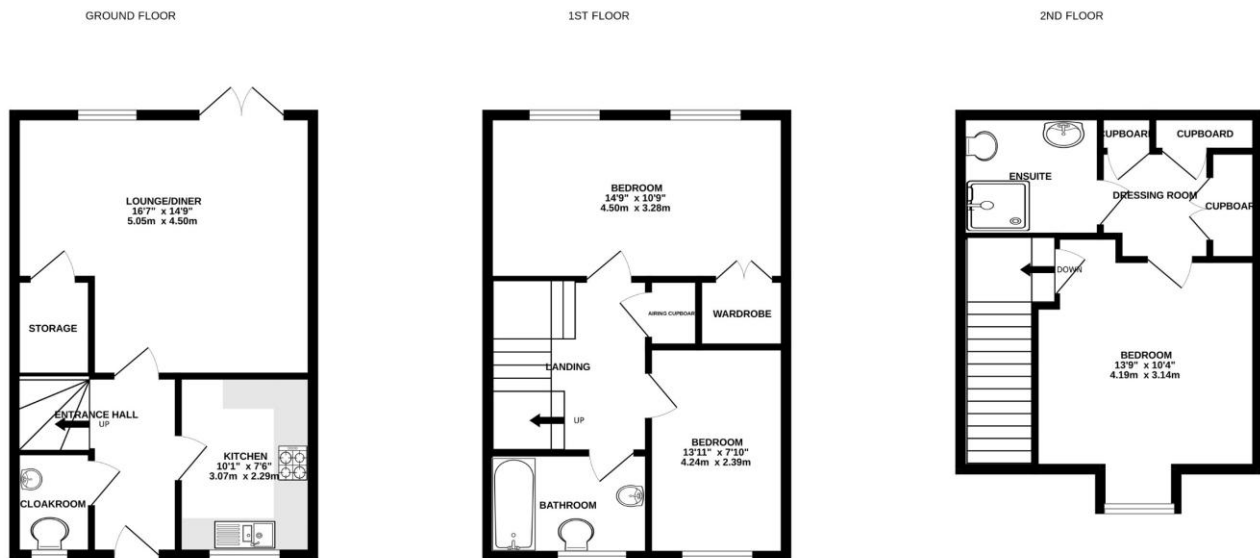 GROUND FLOOR
LOUNGE/DINER
16'7" x 14'9"
5.05m x 4.50m
STORAGE
ENTRANCE HALL
UP
KITCHEN
10'1" x 7'6"
3.07m x 2.29m
CLOAKROOM
1ST FLOOR
BEDROOM
14'9" x 10'9"
4.50m x 3.28m
AIRING CUPBOAR
WARDROBE
LANDING
UP
BEDROOM
13'11" x 7'10"
4.24m x 2.39m
BATHROOM
2ND FLOOR
CUPBOARD
CUPBOARD
ENSUITE
DRESSING ROOM
CUPBOAR
DOWN
BEDROOM
13'9" x 10'4"
4.19m x 3.14m